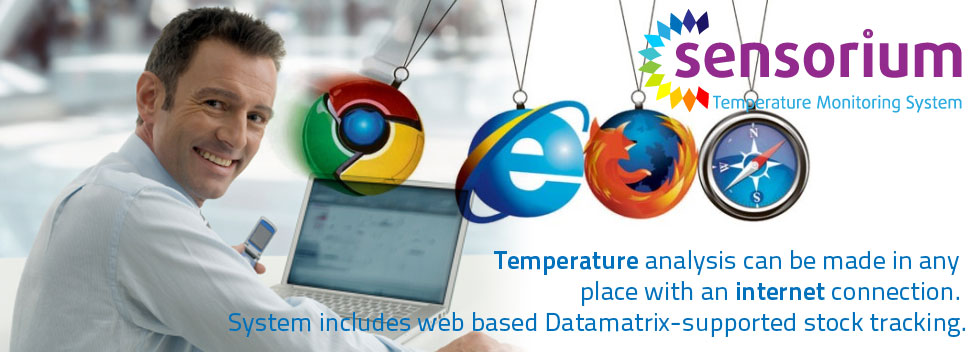 sensorium
Temperature Monitoring System
N
W
E
S
Temperature analysis can be made in any
place with an internet connection.
System includes web based Datamatrix-supported stock tracking.